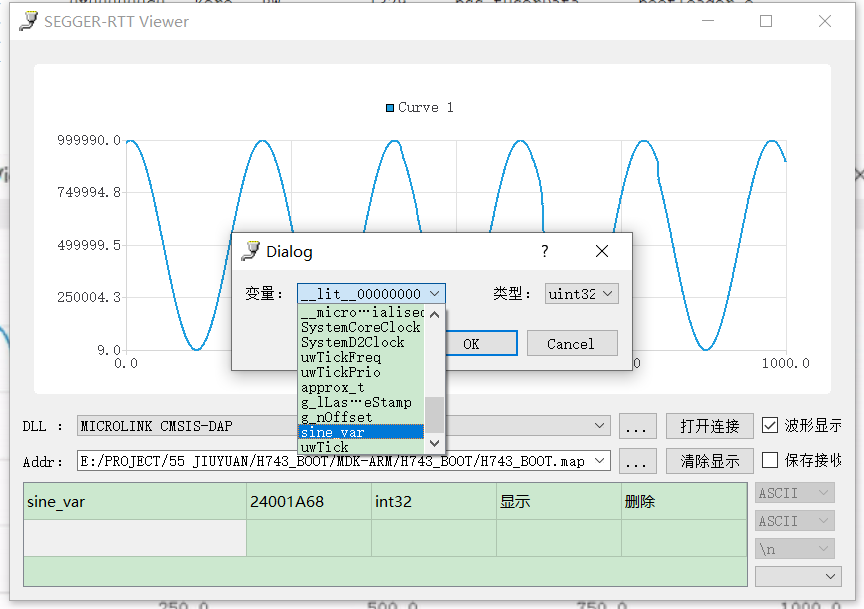 SEGGER-RTT Viewer
Curve 1
999990.0
749994.8
499999.5
250004.3
9.0
0.0
1000.0
Dialog
?
变量：
__lit__00000000
类型：
uint32
__micro…ialised
SystemCoreClock
SystemD2Clock
uwTickFreq
uwTickPrio
approx_t
g_lLas…eStamp
g_nOffset
sine_var
uwTick
OK
Cancel
DLL ：
MICROLINK CMSIS-DAP
...
打开连接
波形显示
Addr：
E:/PROJECT/55 JIUYUAN/H743_BOOT/MDK-ARM/H743_BOOT/H743_BOOT.map
...
清除显示
保存接收
sine_var 24001A68 int32 显示 删除
ASCII
ASCII
\n
250.0 500.0 750.0 1000.0